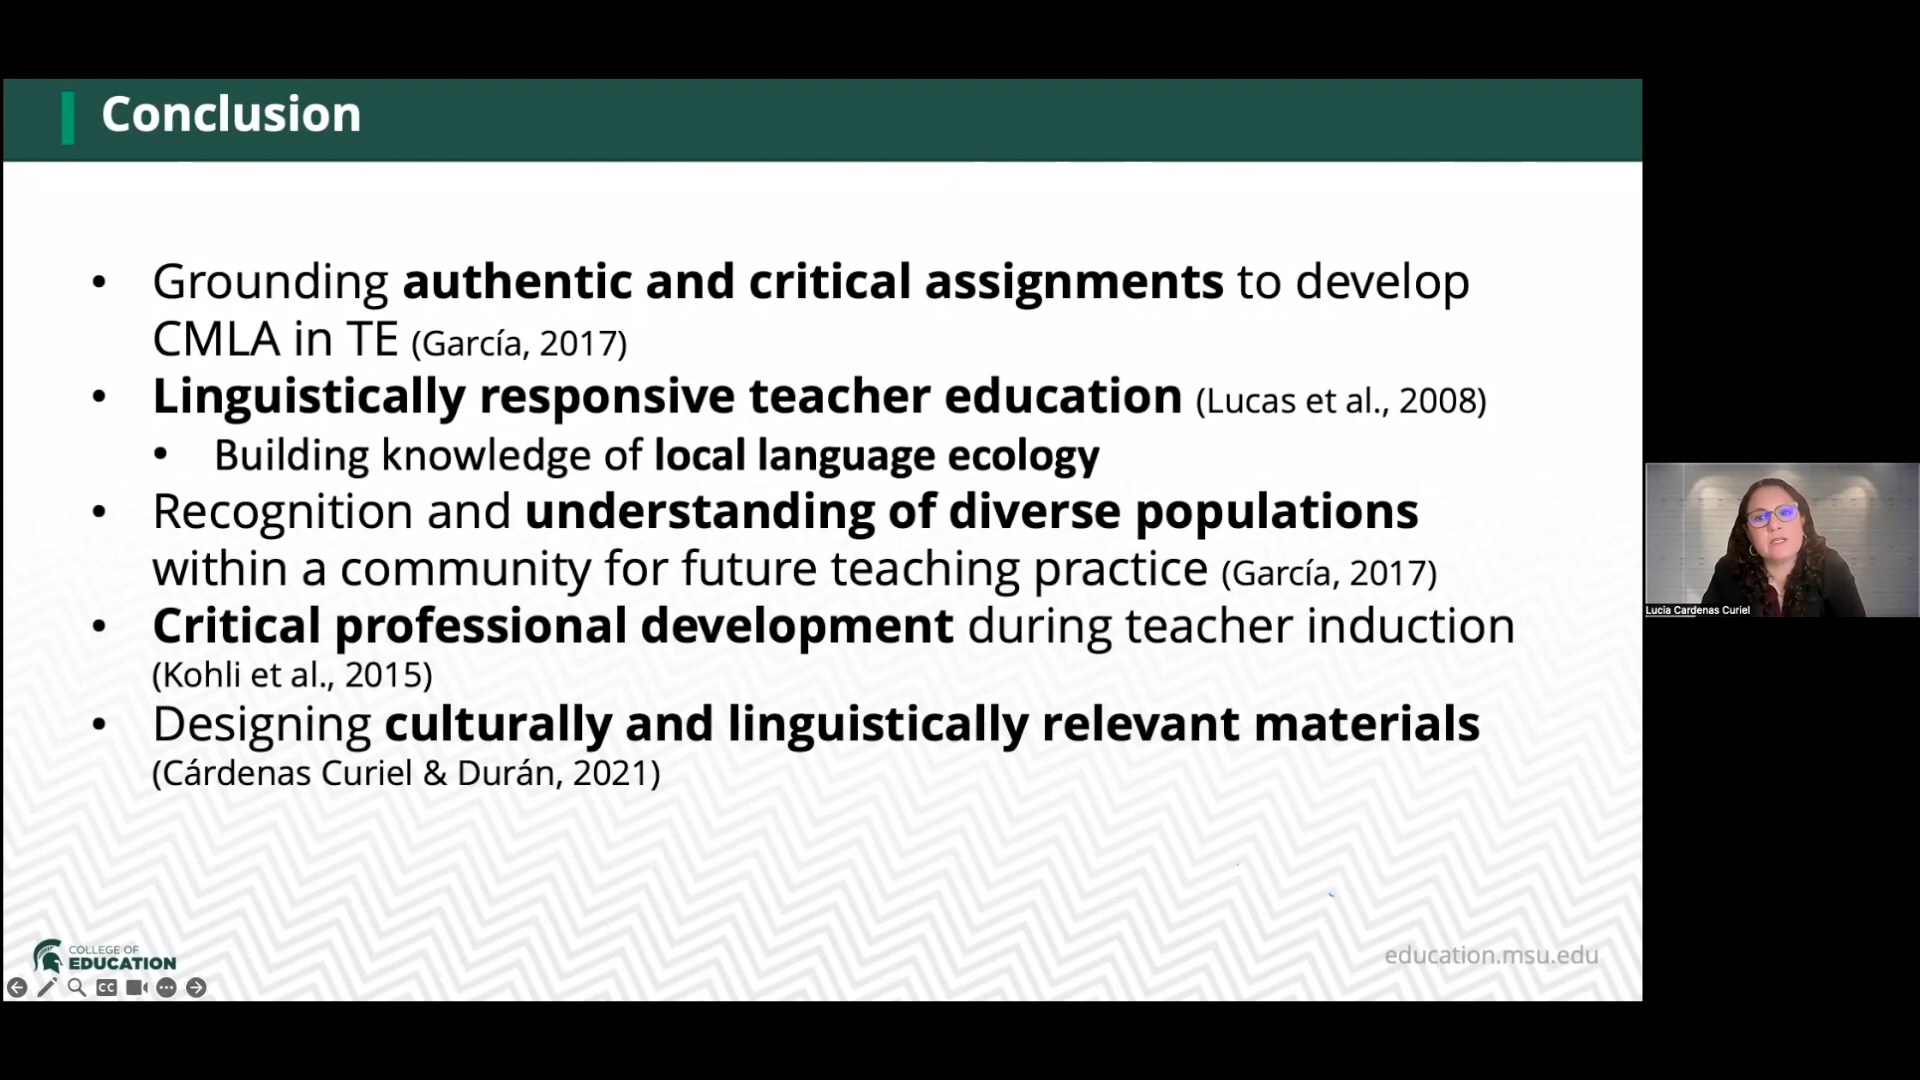 Conclusion
• Grounding authentic and critical assignments to develop
CMLA in TE (García, 2017)
• Linguistically responsive teacher education (Lucas et al., 2008)
• Building knowledge of local language ecology
• Recognition and understanding of diverse populations
within a community for future teaching practice (García, 2017)
• Critical professional development during teacher induction
(Kohli et al., 2015)
• Designing culturally and linguistically relevant materials
(Cárdenas Curiel & Durán, 2021)
Lucia Cardenas Curiel
COLLEGE OF
EDUCATION
education.msu.edu
CC